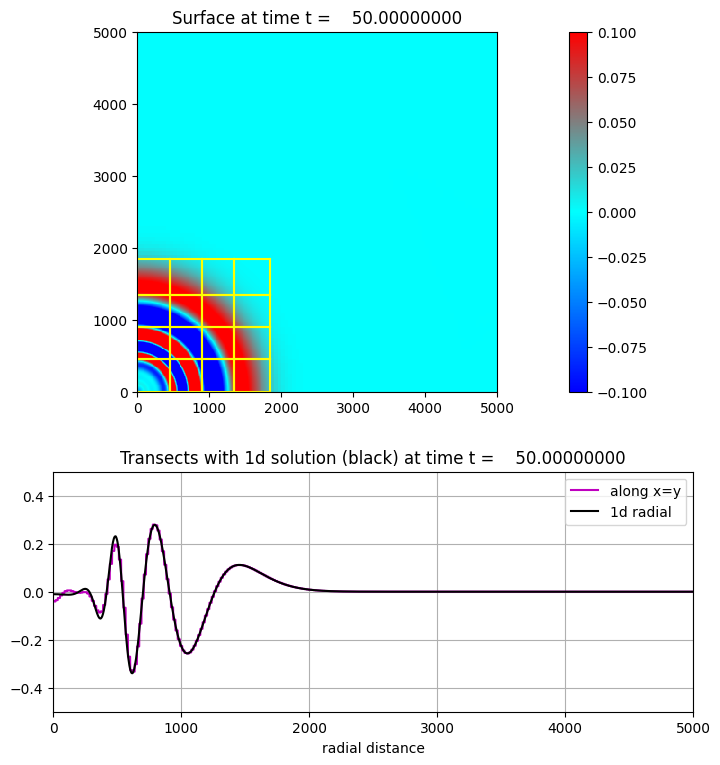 Surface at time t =    50.00000000
5000
4000
3000
2000
1000
0
0 1000 2000 3000 4000 5000
0.100
0.075
0.050
0.025
0.000
−0.025
−0.050
−0.075
−0.100
Transects with 1d solution (black) at time t =    50.00000000
0.4
0.2
0.0
−0.2
−0.4
along x=y
1d radial
0 1000 2000 3000 4000 5000
radial distance